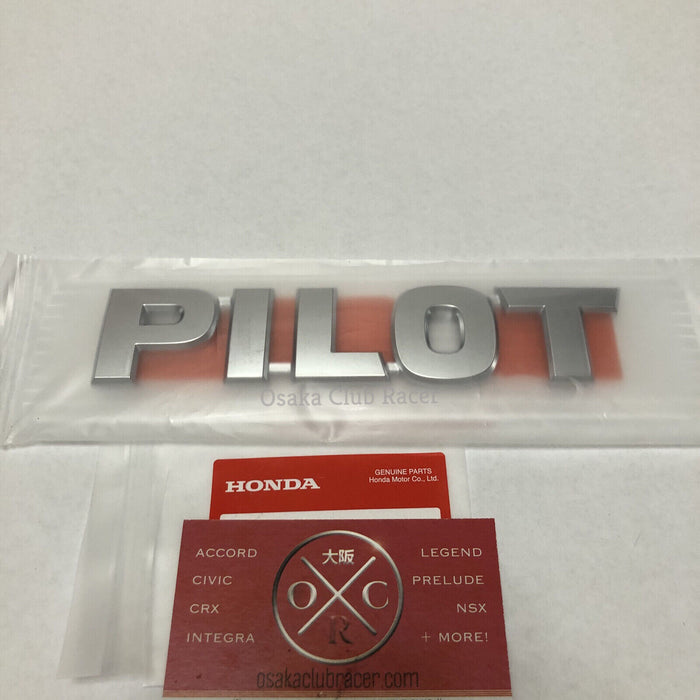 PILOT
Osaka Club Racer
HONDA
GENUINE PARTS
Honda Motor Co., Ltd.
大阪
O C
R
ACCORD
CIVIC
CRX
INTEGRA
LEGEND
PRELUDE
NSX
+ MORE!
osakaclubracer.com